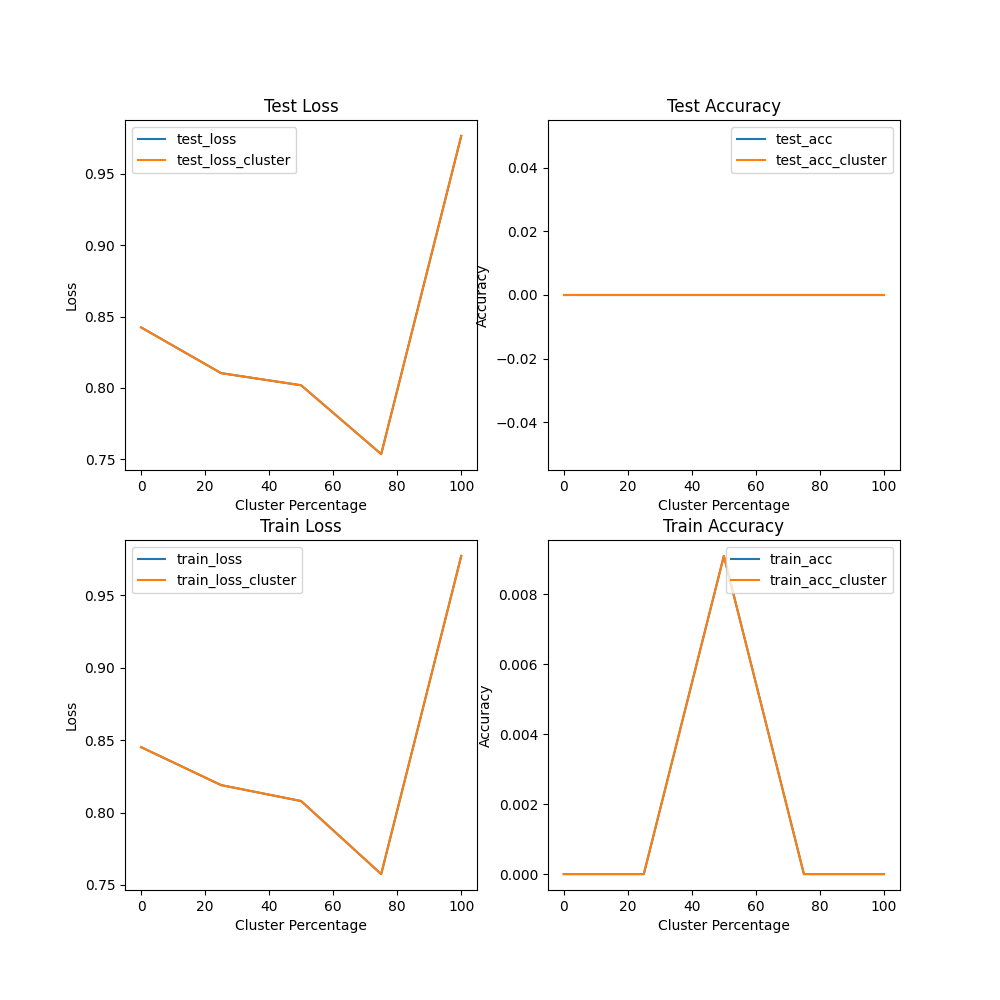 Test Loss
test_loss
test_loss_cluster
0.95
0.90
0.85
0.80
0.75
Loss
0 20 40 60 80 100
Cluster Percentage
Test Accuracy
test_acc
test_acc_cluster
0.04
0.02
0.00
−0.02
−0.04
Accuracy
0 20 40 60 80 100
Cluster Percentage
Train Loss
train_loss
train_loss_cluster
0.95
0.90
0.85
0.80
0.75
Loss
0 20 40 60 80 100
Cluster Percentage
Train Accuracy
train_acc
train_acc_cluster
0.008
0.006
0.004
0.002
0.000
Accuracy
0 20 40 60 80 100
Cluster Percentage